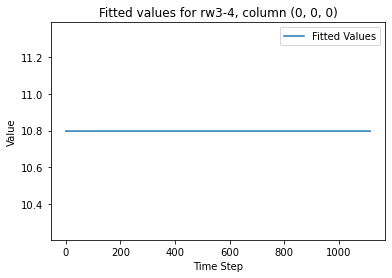 Fitted values for rw3-4, column (0, 0, 0)
Fitted Values
11.2
11.0
10.8
10.6
10.4
Value
0 200 400 600 800 1000
Time Step